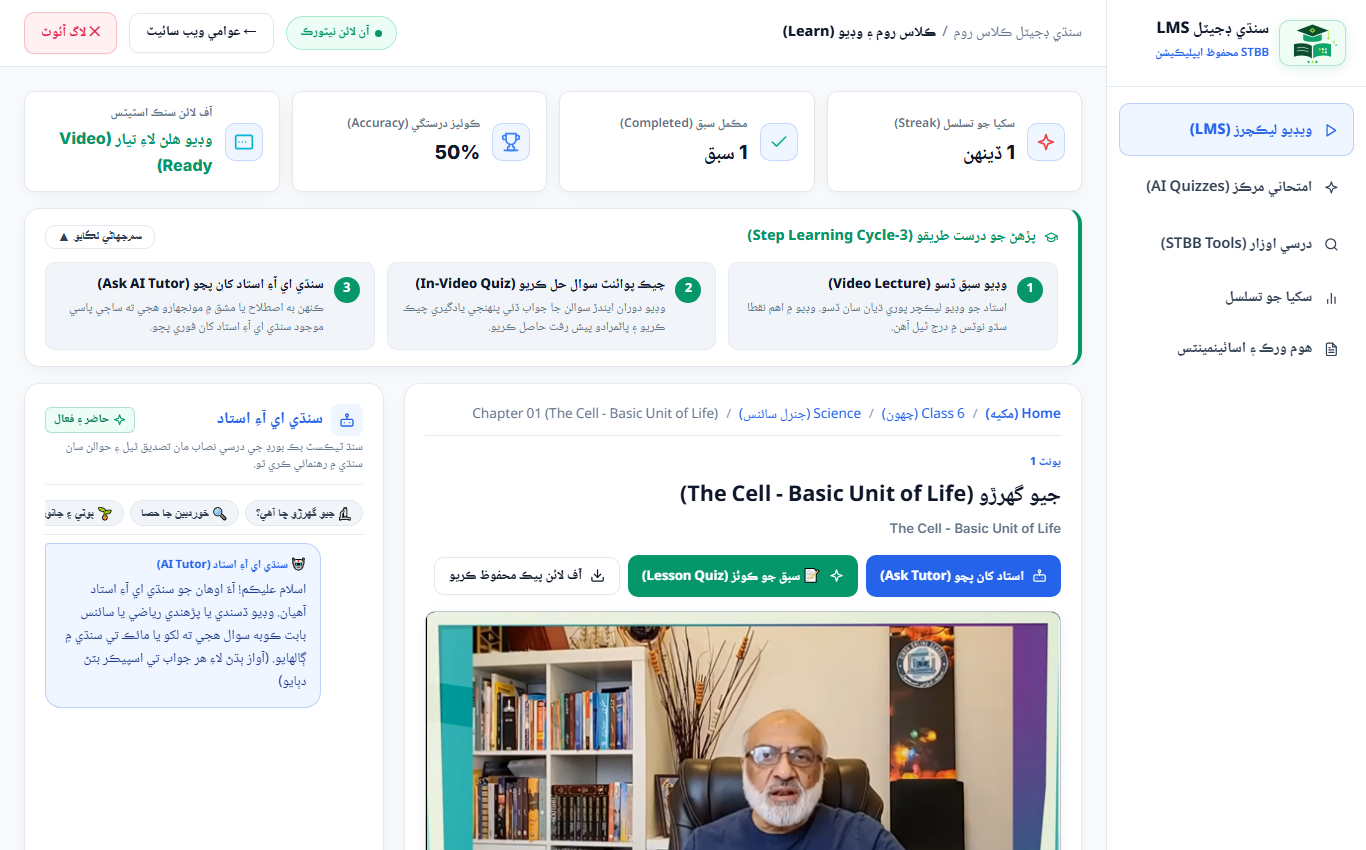 سنڌي ڊجيٽل LMS
STBB محفوظ ايپليڪيشن
ويڊيو ليڪچرز (LMS)
امتحاني مرڪز (AI Quizzes)
درسي اوزار (STBB Tools)
سکيا جو تسلسل
هوم ورڪ ۽ اسائينمينٽس
سنڌي ڊجيٽل ڪلاس روم / ڪلاس روم ۽ وڊيو (Learn)
آن لائن نيٽورڪ
← عوامي ويب سائيٽ
لاگ آئوٽ
سکيا جو تسلسل (Streak)
1 ڏينهن
مڪمل سبق (Completed)
1 سبق
ڪوئيز درستگي (Accuracy)
50%
آف لائن سنڪ اسٽيٽس
وڊيو هلڻ لاءِ تيار (Video Ready)
پڙهڻ جو درست طريقو (3-Step Learning Cycle)
سمجهاڻي لڪايو ▲
1
وڊيو سبق ڏسو (Video Lecture)
استاد جو وڊيو ليڪچر پوري ڌيان سان ڏسو. وڊيو ۾ اهم نقطا
سڌو نوٽس ۾ درج ٿيل آهن.
2
چيڪ پوائنٽ سوال حل ڪريو (In-Video Quiz)
وڊيو دوران ايندڙ سوالن جا جواب ڏئي پنهنجي يادگيري چيڪ
ڪريو ۽ پائمرادو پيش رفت حاصل ڪريو.
3
سنڌي اي آءِ استاد کان پڇو (Ask AI Tutor)
ڪنهن به اصطلاح يا مشق ۾ مونجهارو هجي ته ساڄي پاسي
موجود سنڌي اي آءِ استاد کان فوري پڇو.
Home (مکيه) / Class 6 (ڇهون) / Science (جنرل سائنس) / Chapter 01 (The Cell - Basic Unit of Life)
يونٽ 1
جيو گهرڙو (The Cell - Basic Unit of Life)
The Cell - Basic Unit of Life
استاد کان پڇو (Ask Tutor)
سبق جو ڪوئز (Lesson Quiz)
آف لائن پيڪ محفوظ ڪريو
سنڌي اي آءِ استاد
حاضر ۽ فعال
سنڌ ٽيڪسٽ بڪ بورڊ جي درسي نصاب مان تصديق ٿيل ۽ حوالن سان
سنڌي ۾ رهنمائي ڪري ٿو.
جيو گهرڙو ڇا آهي؟
خوردبين جا حصا
ٻوٽي ۽ جانو
سنڌي اي آءِ استاد (AI Tutor)
اسلام عليڪم! آءٌ اوهان جو سنڌي اي آءِ استاد
آهيان. وڊيو ڏسندي يا پڙهندي رياضي يا سائنس
بابت ڪوبه سوال هجي ته لکو يا مائڪ تي سنڌي ۾
ڳالهايو. (آواز ٻڌڻ لاءِ هر جواب تي اسپيڪر بٽڻ
دٻايو)